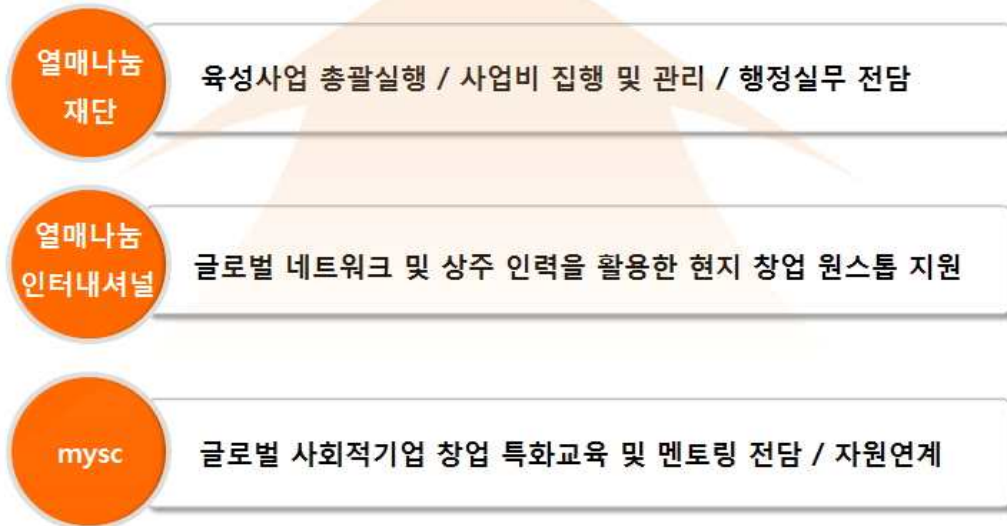 열매나눔
재단
육성사업 총괄실행 / 사업비 집행 및 관리 / 행정실무 전담
열매나눔
인터내셔널
글로벌 네트워크 및 상주 인력을 활용한 현지 창업 원스톱 지원
mysc
글로벌 사회적기업 창업 특화교육 및 멘토링 전담 / 자원연계